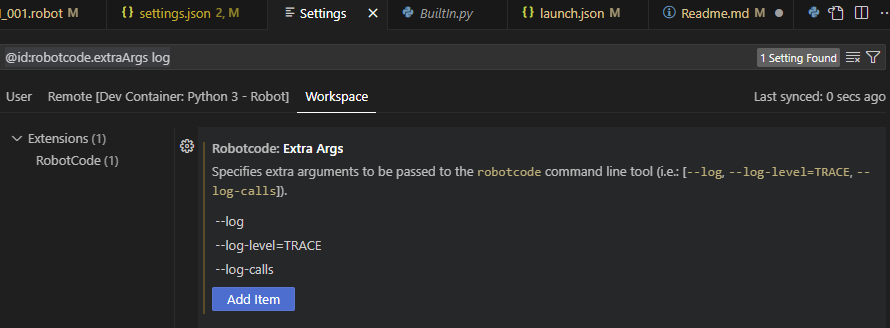 I_001.robot M
{} settings.json 2, M
Settings
BuiltIn.py
{} launch.json M
Readme.md M
@id:robotcode.extraArgs log
1 Setting Found
User
Remote [Dev Container: Python 3 - Robot]
Workspace
Last synced: 0 secs ago
Extensions (1)
RobotCode (1)
Robotcode: Extra Args
Specifies extra arguments to be passed to the robotcode command line tool (i.e.: [--log, --log-level=TRACE, --
log-calls]).
--log
--log-level=TRACE
--log-calls
Add Item